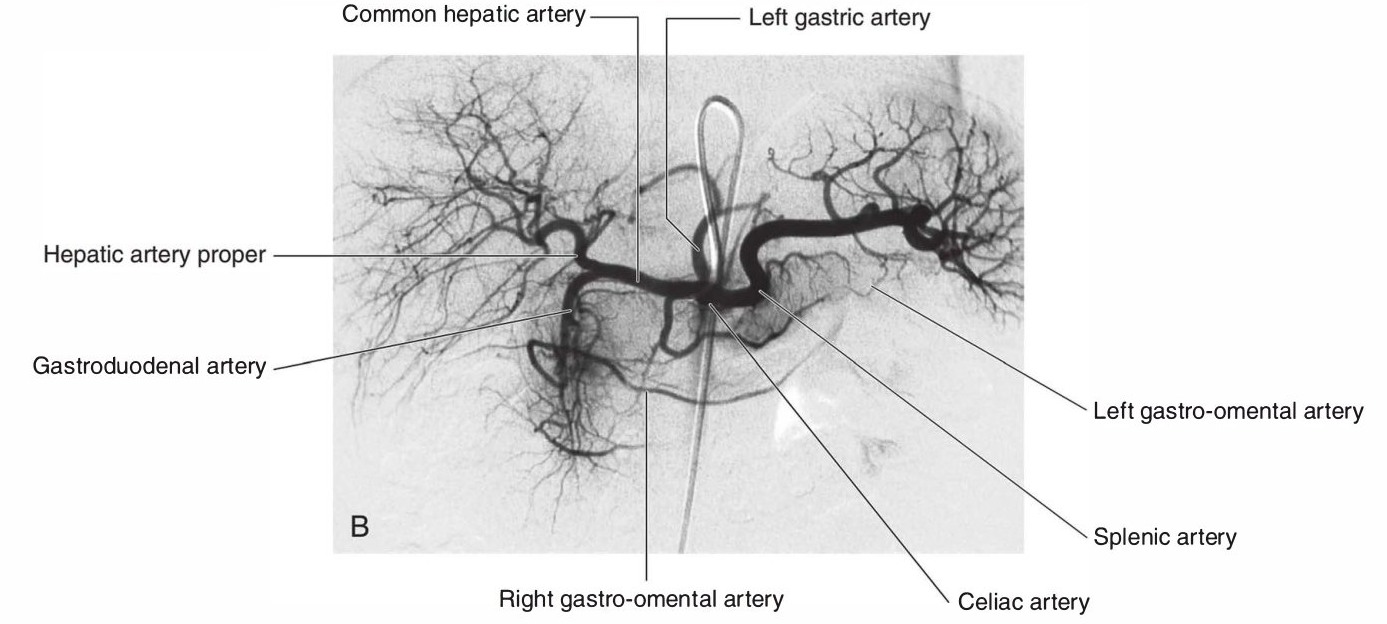 Common hepatic artery
Left gastric artery
Hepatic artery proper
Gastroduodenal artery
Left gastro-omental artery
Splenic artery
B
Right gastro-omental artery
Celiac artery